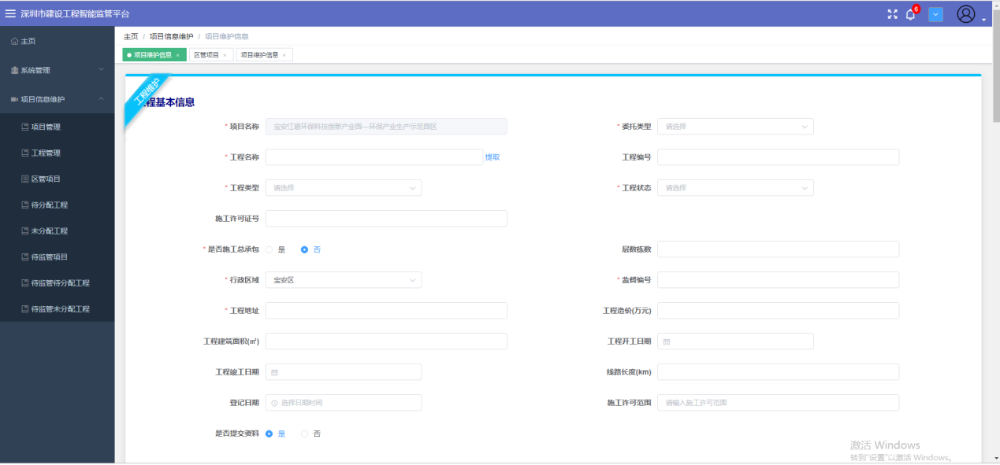 深圳市建设工程智能监管平台
6
主页
系统管理
项目信息维护
项目管理
工程管理
区管项目
待分配工程
未分配工程
待监管项目
待监管待分配工程
待监管未分配工程
主页 / 项目信息维护 / 项目维护信息
项目维护信息 × 区管项目 × 项目维护信息 ×
工程维护
程基本信息
* 项目名称 宝安江碧环保科技创新产业园—环保产业生产示范园区 * 委托类型 请选择
* 工程名称 提取 工程编号
* 工程类型 请选择 * 工程状态 请选择
施工许可证号
* 是否施工总承包 是 否 层数栋数
* 行政区域 宝安区 * 监督编号
* 工程地址 工程造价(万元)
工程建筑面积(㎡) 工程开工日期
工程竣工日期 线路长度(km)
登记日期 选择日期时间 施工许可范围 请输入施工许可范围
是否提交资料 是 否
激活 Windows
转到"设置"以激活 Windows。